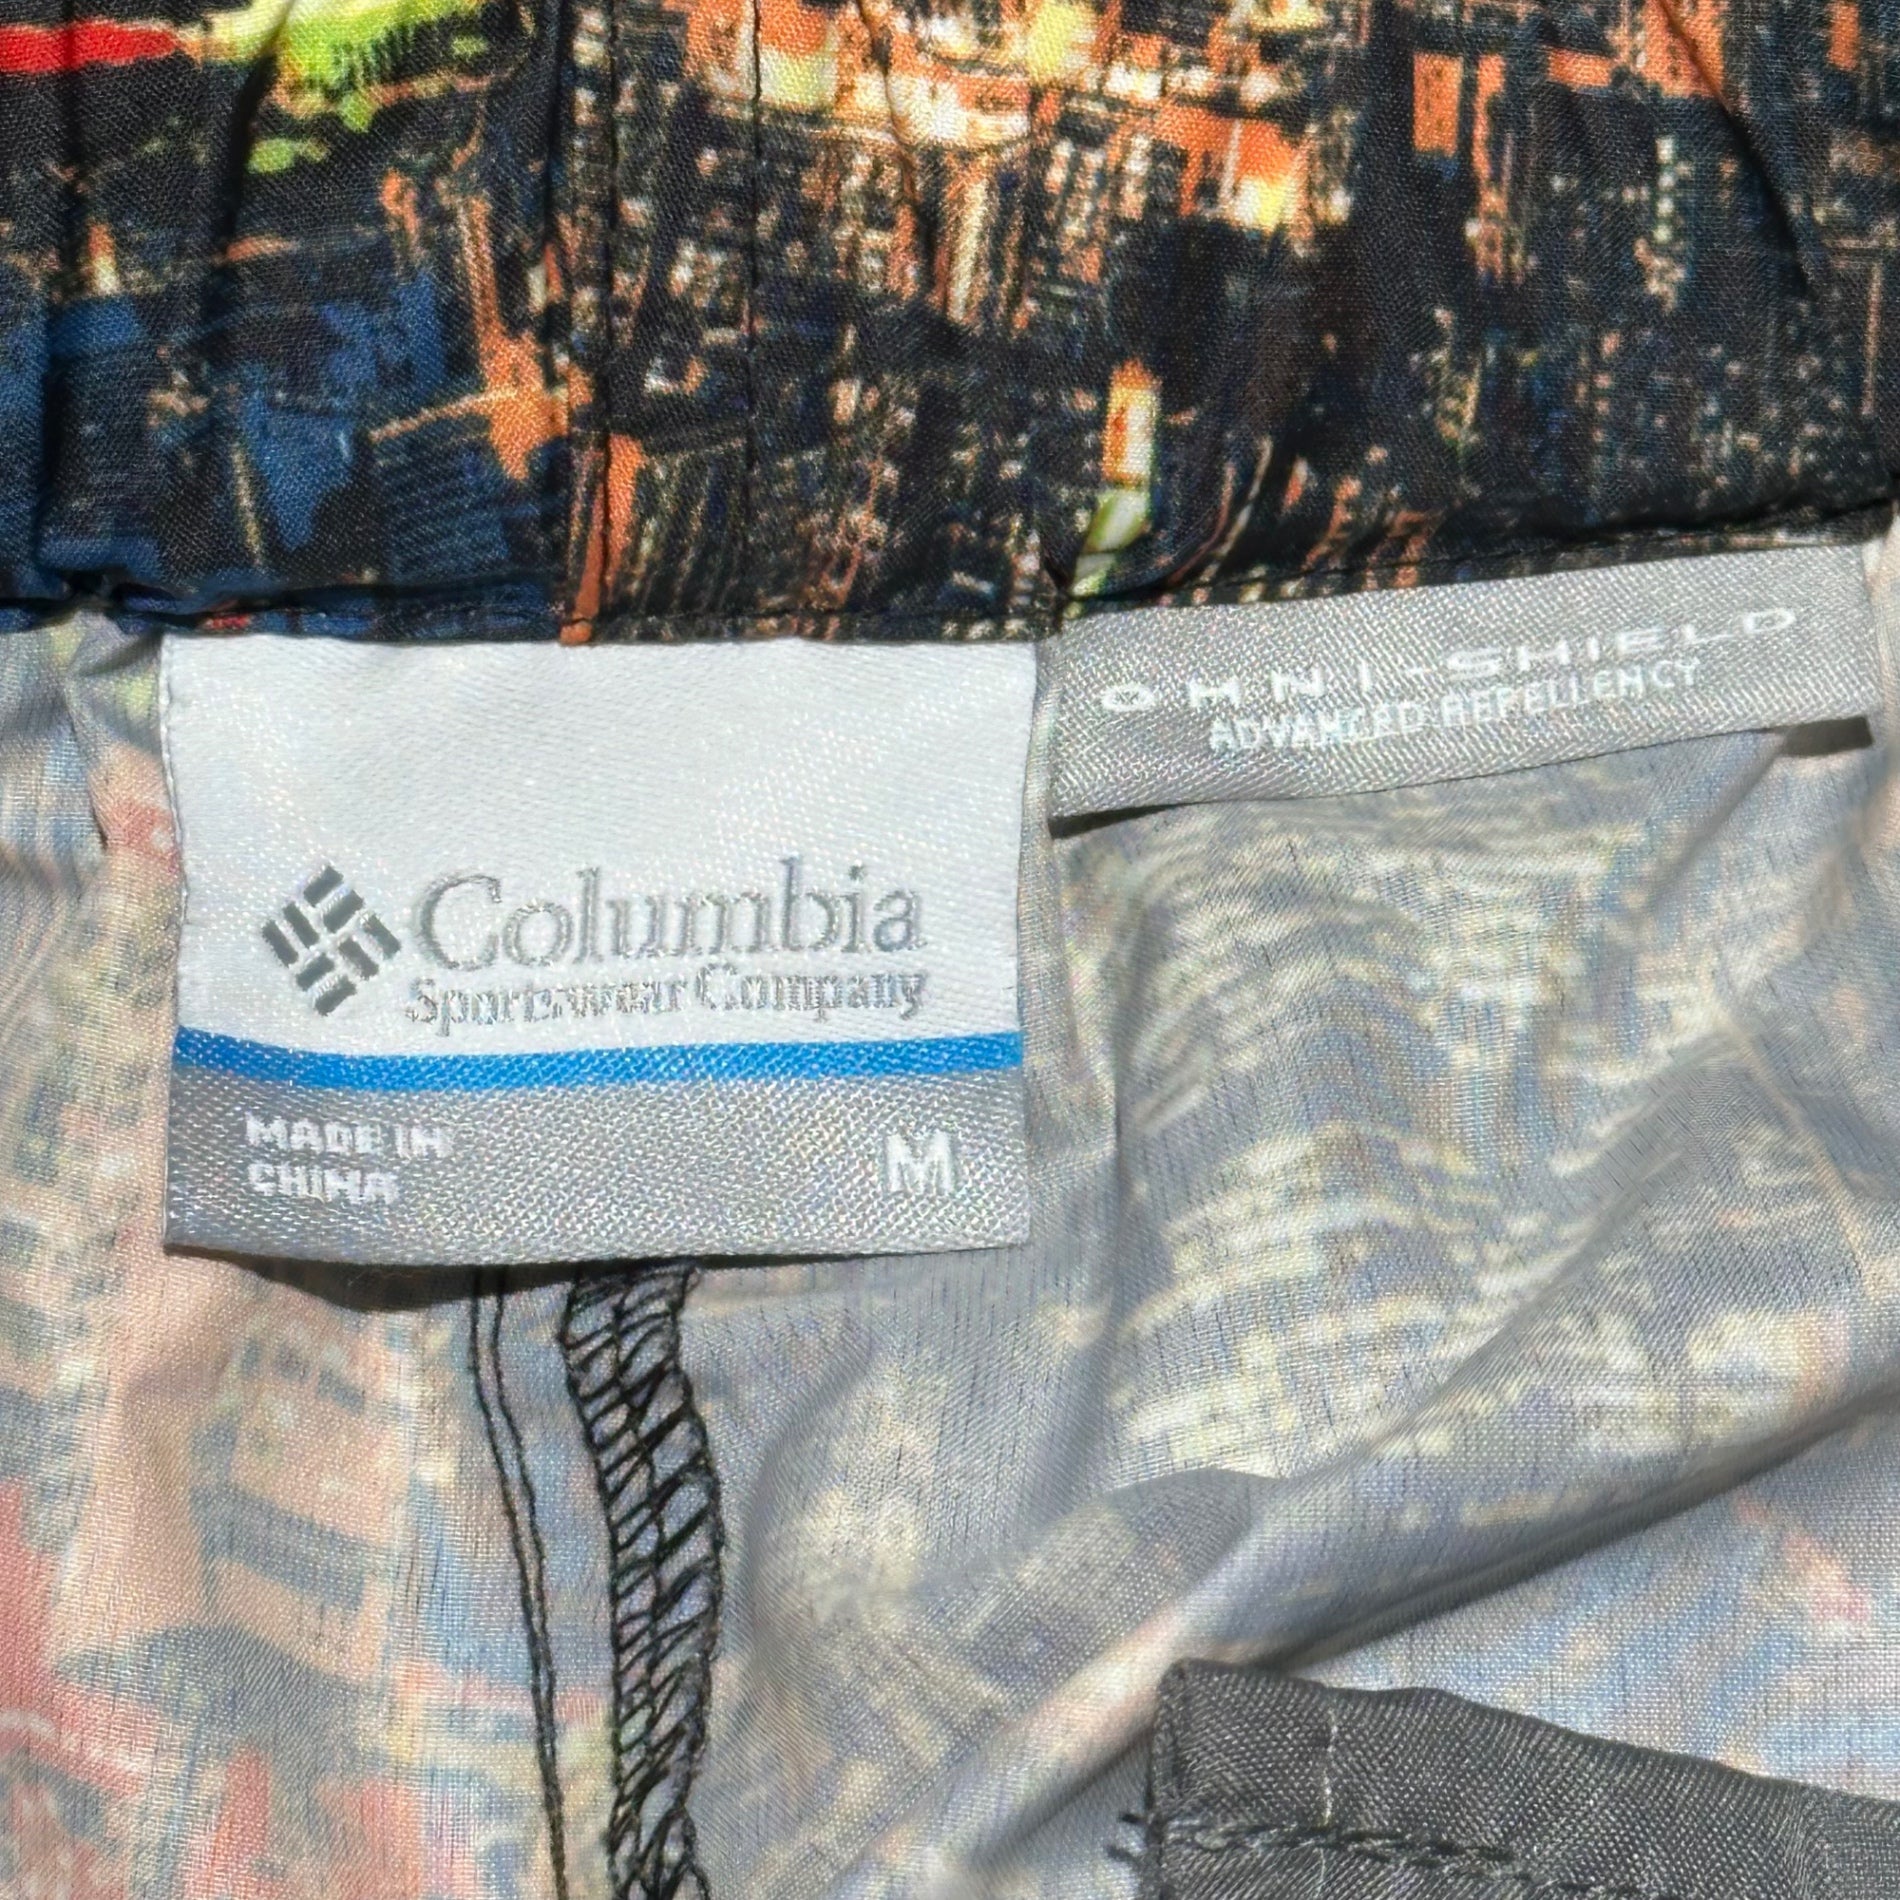 Columbia
Sportswear Company
MADE IN
CHINA
M
OMNI-SHIELD
ADVANCED REPELLENCY